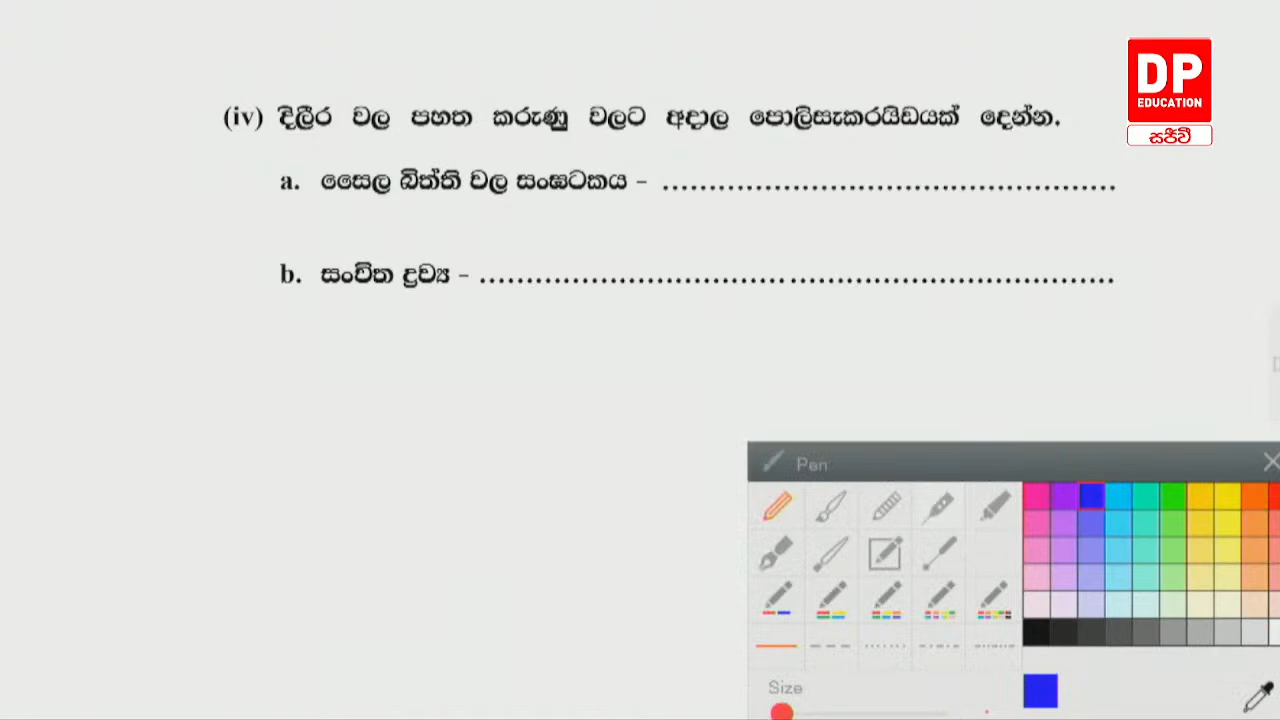 DP
EDUCATION
සජීවී
(iv) දිලීර වල පහත කරුණු වලට අදාල පොලිසැකරයිඩයක් දෙන්න.
a. සෛල බිත්ති වල සංඝටකය – ................................................
b. සංචිත ද්‍රව්‍ය – ....................................................................
Pen
Size